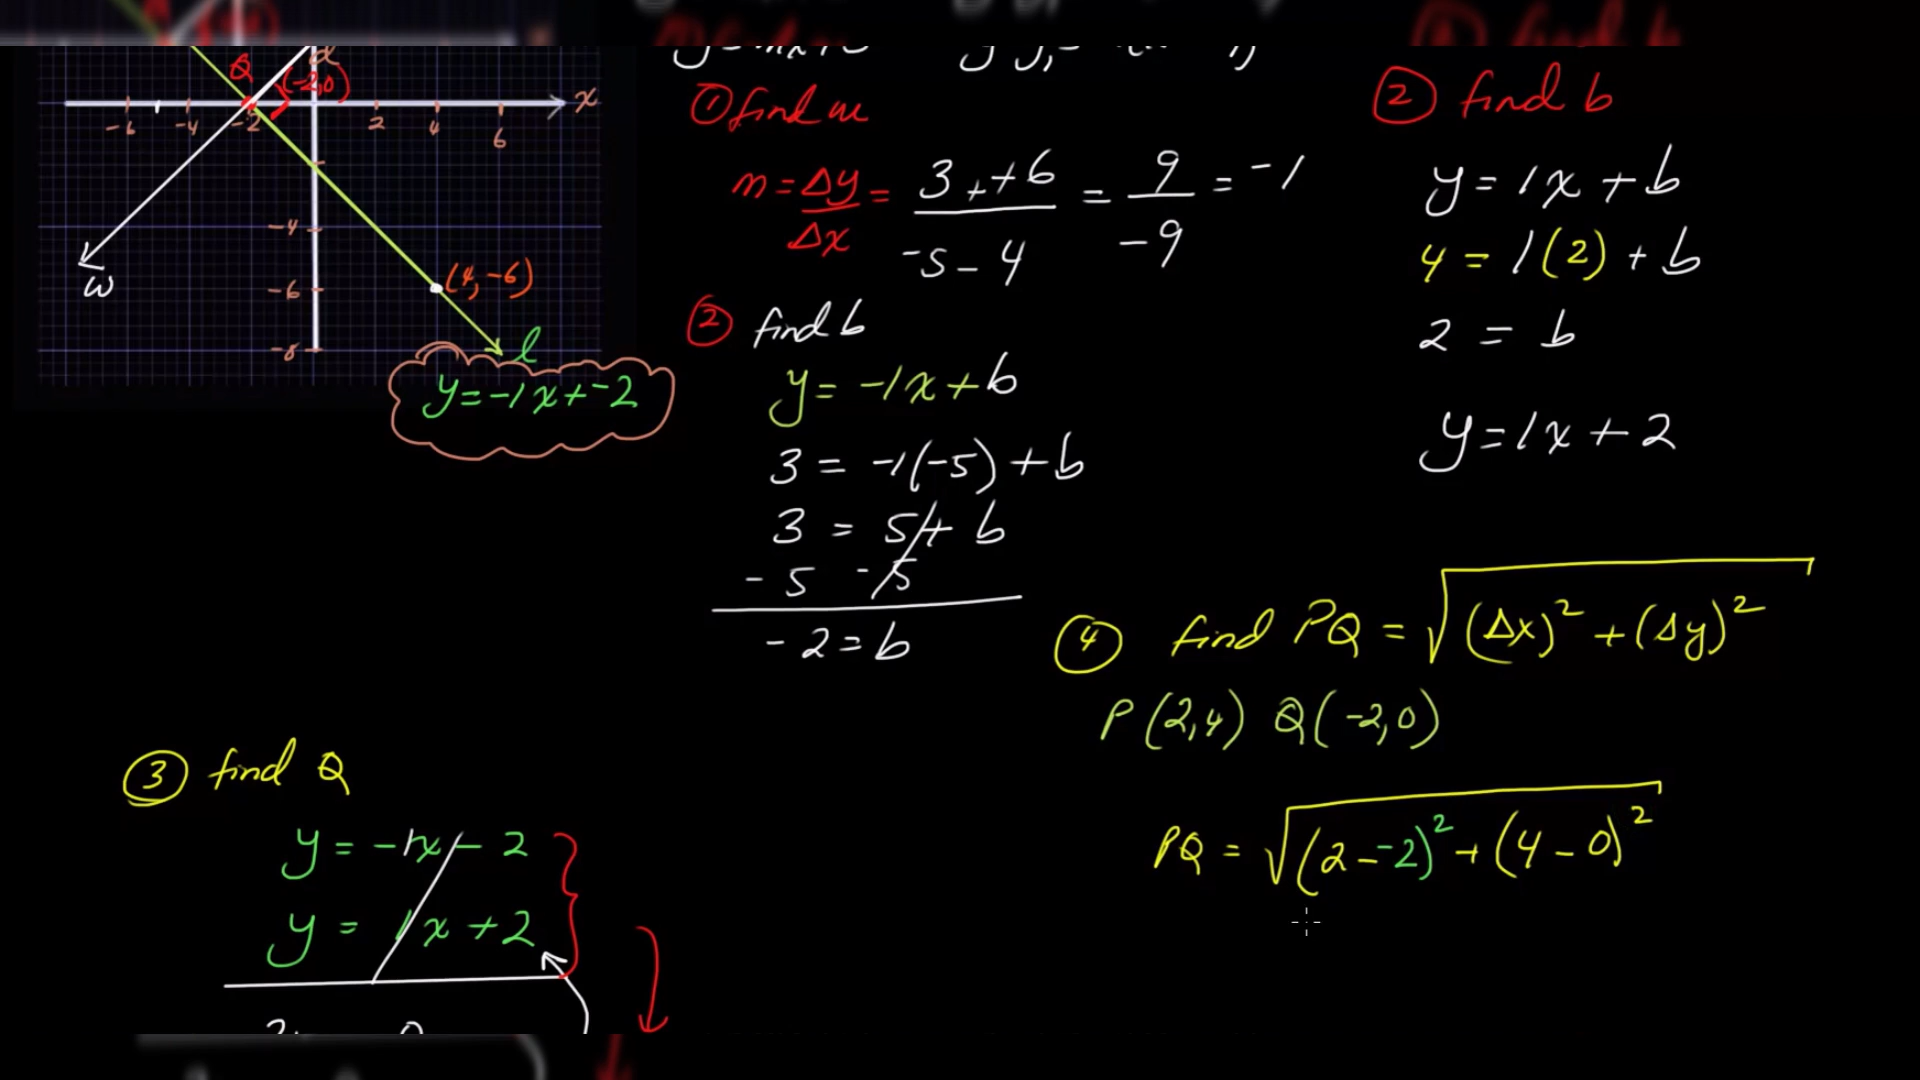 Q (-2,0)
x
-6 -4 -2 2 4 6
-4
-6 (4,-6)
-8
w
l
y=-1x+-2
① find m
m = Δy/Δx = 3++6/-5-4 = 9/-9 = -1
② find b
y = -1x+b
3 = -1(-5)+b
3 = 5+b
-5 -5
-2=b
② find b
y=1x+b
4=1(2)+b
2 = b
y=1x+2
③ find Q
y = -1x-2
y = 1x+2
④ find PQ = √(Δx)²+(Δy)²
P(2,4) Q(-2,0)
PQ = √(2--2)²+(4-0)²